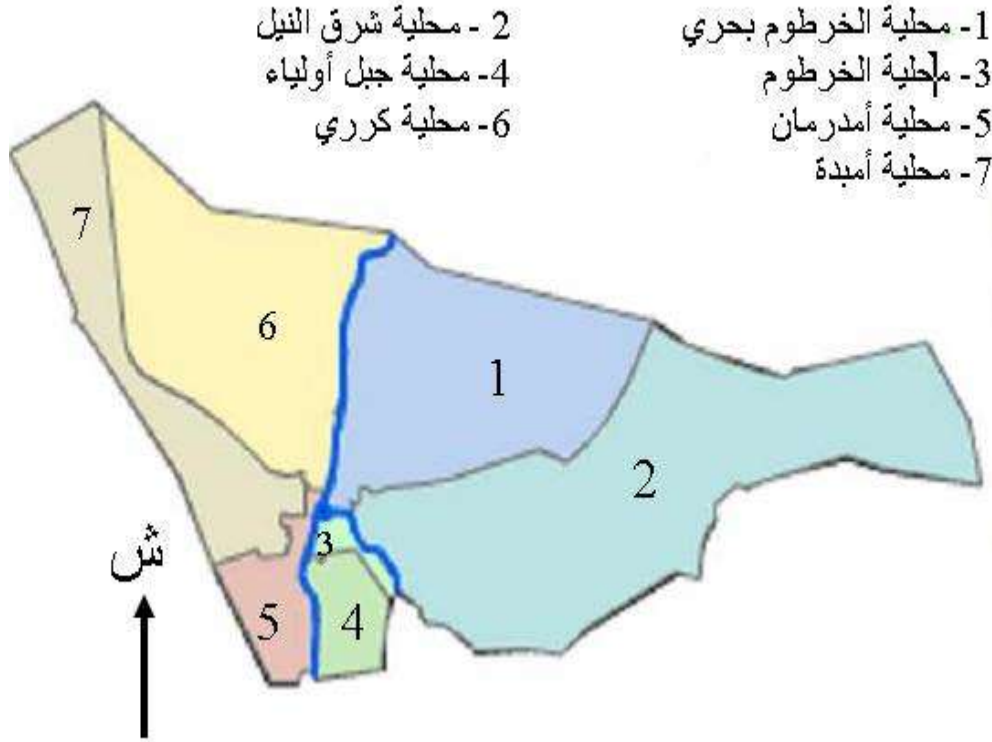 1- محلية الخرطوم بحري
2 - محلية شرق النيل
3- محلية الخرطوم
4- محلية جبل أولياء
5- محلية أمدرمان
6- محلية كرري
7- محلية أمبدة
7
6
1
2
3
ش
5
4